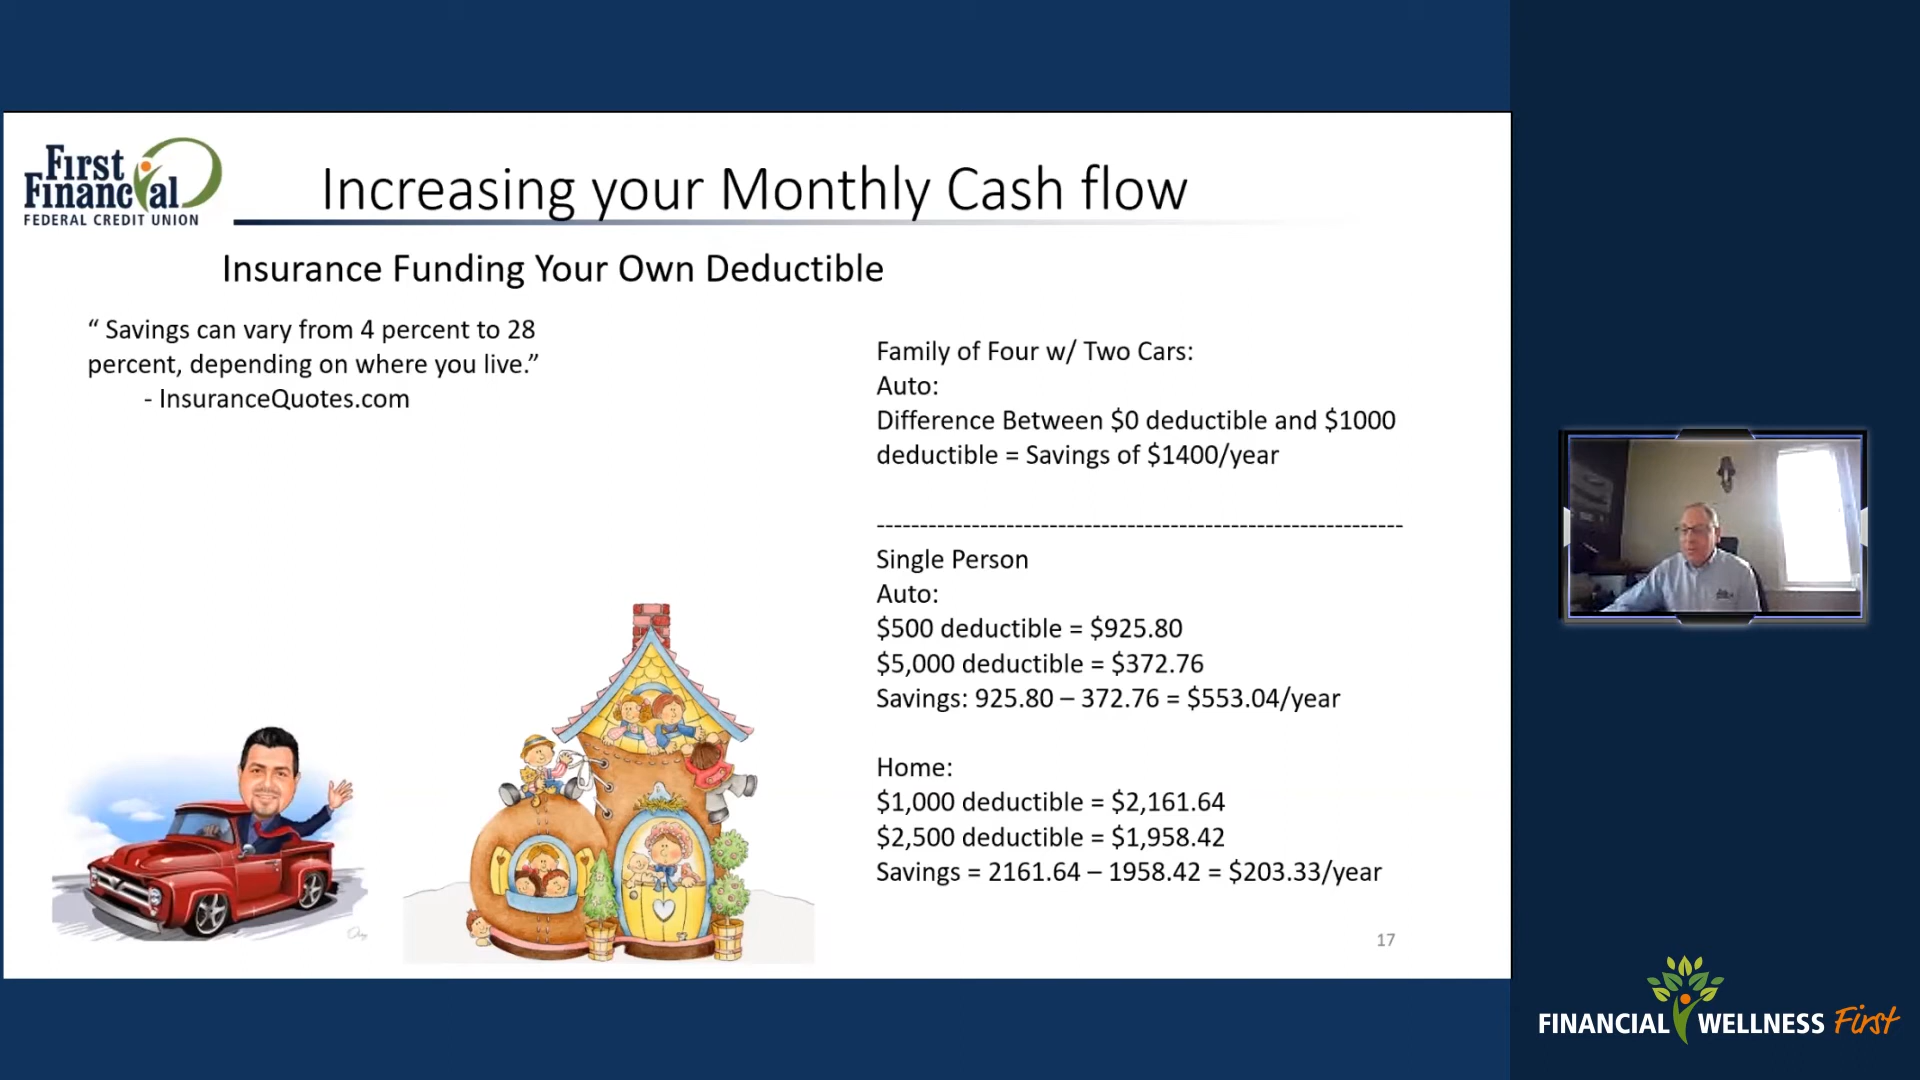 First
Financial
FEDERAL CREDIT UNION
Increasing your Monthly Cash flow
Insurance Funding Your Own Deductible
“ Savings can vary from 4 percent to 28
percent, depending on where you live.”
- InsuranceQuotes.com
Family of Four w/ Two Cars:
Auto:
Difference Between $0 deductible and $1000
deductible = Savings of $1400/year
-------------------------------------------------------------
Single Person
Auto:
$500 deductible = $925.80
$5,000 deductible = $372.76
Savings: 925.80 – 372.76 = $553.04/year
Home:
$1,000 deductible = $2,161.64
$2,500 deductible = $1,958.42
Savings = 2161.64 – 1958.42 = $203.33/year
17
FINANCIAL WELLNESS First